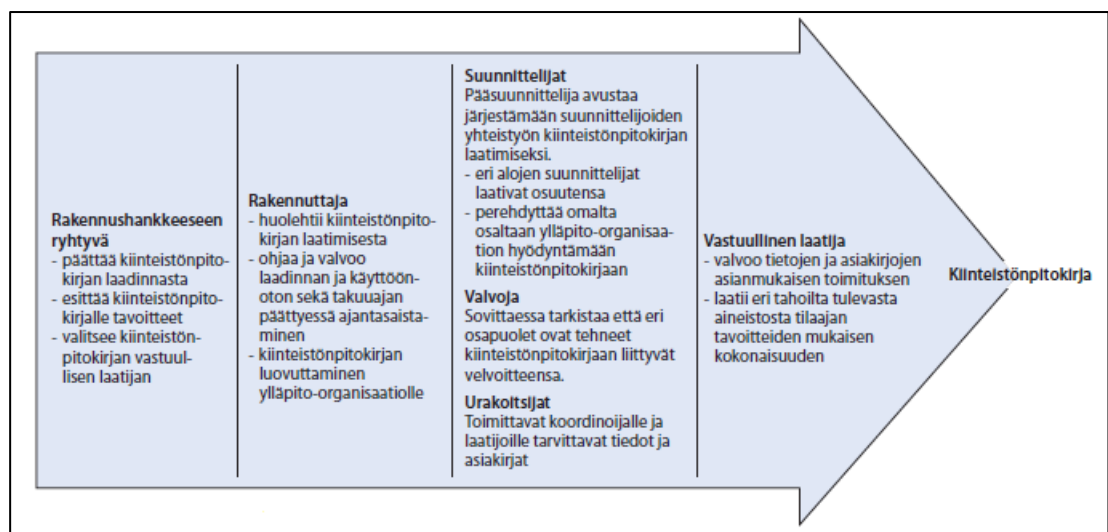 Rakennushankkeeseen
ryhtyvä
- päättää kiinteistönpito-
kirjan laadinnasta
- esittää kiinteistönpito-
kirjalle tavoitteet
- valitsee kiinteistön-
pitokirjan vastuul-
lisen laatijan
Rakennuttaja
- huolehtii kiinteistönpito-
kirjan laatimisesta
- ohjaa ja valvoo
laadinnan ja käyttöön-
oton sekä takuuajan
päättyessä ajantasaista-
minen
- kiinteistönpitokirjan
luovuttaminen
ylläpito-organisaatiolle
Suunnittelijat
Pääsuunnittelija avustaa
järjestämään suunnittelijoiden
yhteistyön kiinteistönpitokirjan
laatimiseksi.
- eri alojen suunnittelijat
laativat osuutensa
- perehdyttää omalta
osaltaan ylläpito-organisaa-
tion hyödyntämään
kiinteistönpitokirjaan
Valvoja
Sovittaessa tarkistaa että eri
osapuolet ovat tehneet
kiinteistönpitokirjaan liittyvät
velvoitteensa.
Urakoitsijat
Toimittavat koordinoijalle ja
laatijoille tarvittavat tiedot ja
asiakirjat
Vastuullinen laatija
- valvoo tietojen ja asiakirjojen
asianmukaisen toimituksen
- laatii eri tahoilta tulevasta
aineistosta tilaajan
tavoitteiden mukaisen
kokonaisuuden
Kiinteistönpitokirja